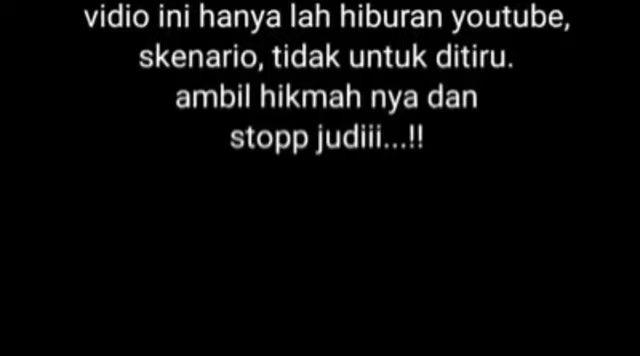 vidio ini hanya lah hiburan youtube,
skenario, tidak untuk ditiru.
ambil hikmah nya dan
stopp judiii...!!